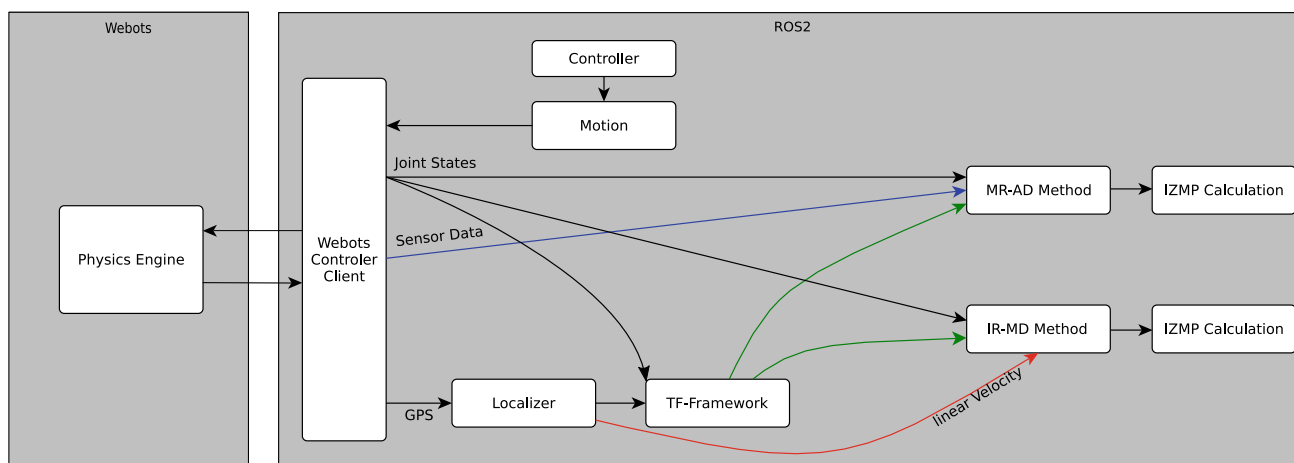 Webots
ROS2
Controller
Motion
Joint States
MR-AD Method
IZMP Calculation
Sensor Data
Physics Engine
Webots
Controler
Client
IR-MD Method
IZMP Calculation
GPS
Localizer
TF-Framework
linear Velocity